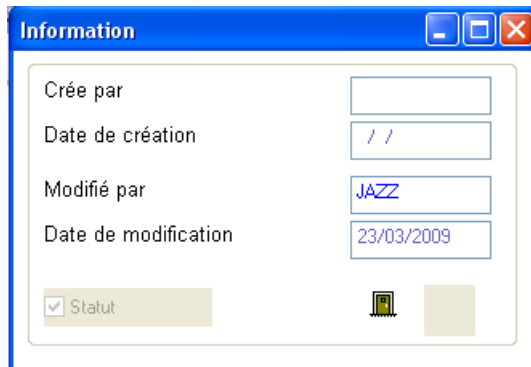 Information
Crée par
Date de création / /
Modifié par JAZZ
Date de modification 23/03/2009
Statut